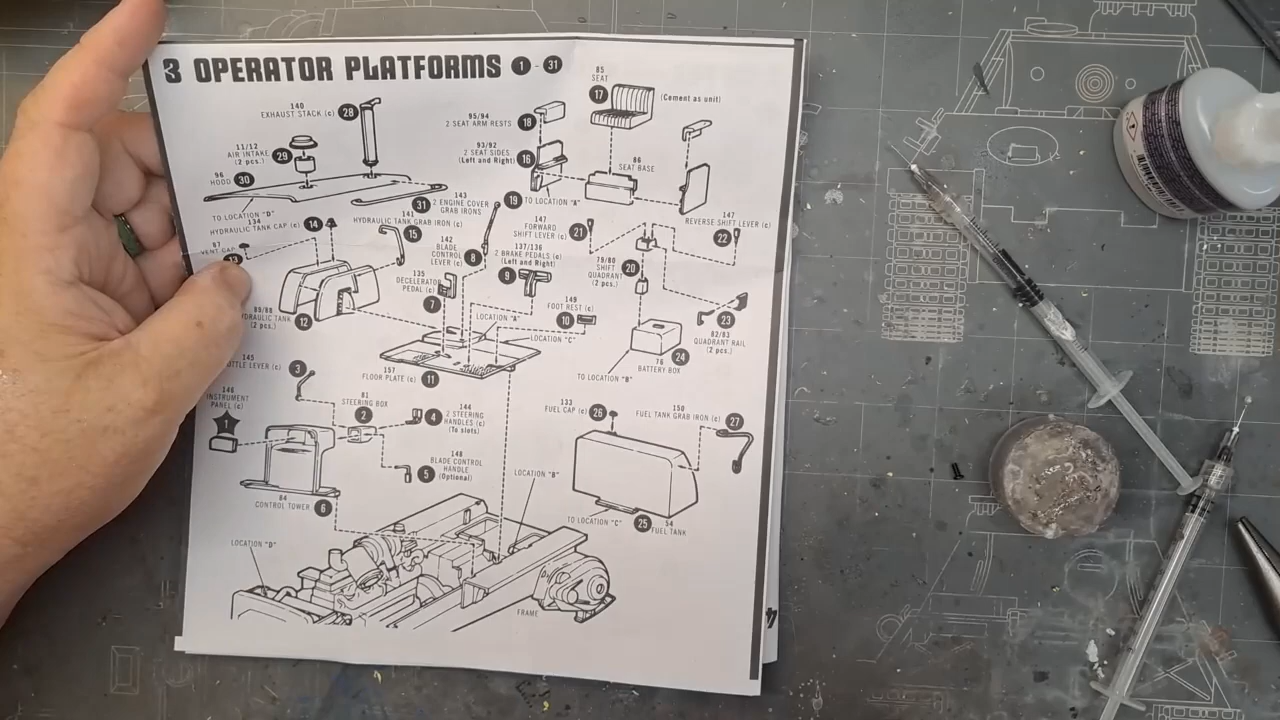 3 OPERATOR PLATFORMS 1 - 31
140
EXHAUST STACK (c) 28
11/12
AIR INTAKE
(2 pcs.) 29
96
HOOD 30
TO LOCATION "D"
134
HYDRAULIC TANK CAP (c) 14
87
VENT CAP
143
31 2 ENGINE COVER
GRAB IRONS
141
HYDRAULIC TANK GRAB IRON (c)
15
12
(2 pcs.)
142
BLADE
CONTROL
LEVER (c) 8
135
DECELERATOR
PEDAL (c)
7
95/94
2 SEAT ARM RESTS 18
93/92
2 SEAT SIDES
(Left and Right) 16
85
SEAT
17
(Cement as unit)
86
SEAT BASE
19 TO LOCATION "A"
147
FORWARD
SHIFT LEVER (c) 21
147
REVERSE SHIFT LEVER (c)
22
137/136
2 BRAKE PEDALS (c)
(Left and Right)
9
79/80
SHIFT
QUADRANT
(2 pcs.)
20
149
FOOT REST (c)
10
23
82/83
QUADRANT RAIL
(2 pcs.)
LOCATION "A"
LOCATION "C"
24
76
BATTERY BOX
TO LOCATION "B"
157
FLOOR PLATE (c) 11
145
LEVER (c) 3
146
INSTRUMENT
PANEL (c)
1
81
STEERING BOX
2
4 144
2 STEERING
HANDLES (c)
(To slots)
148
BLADE CONTROL
HANDLE
(Optional)
5
84
CONTROL TOWER 6
133
FUEL CAP (c) 26
150
FUEL TANK GRAB IRON (c) 27
TO LOCATION "C"
25 54
FUEL TANK
LOCATION "B"
LOCATION "D"
FRAME
4